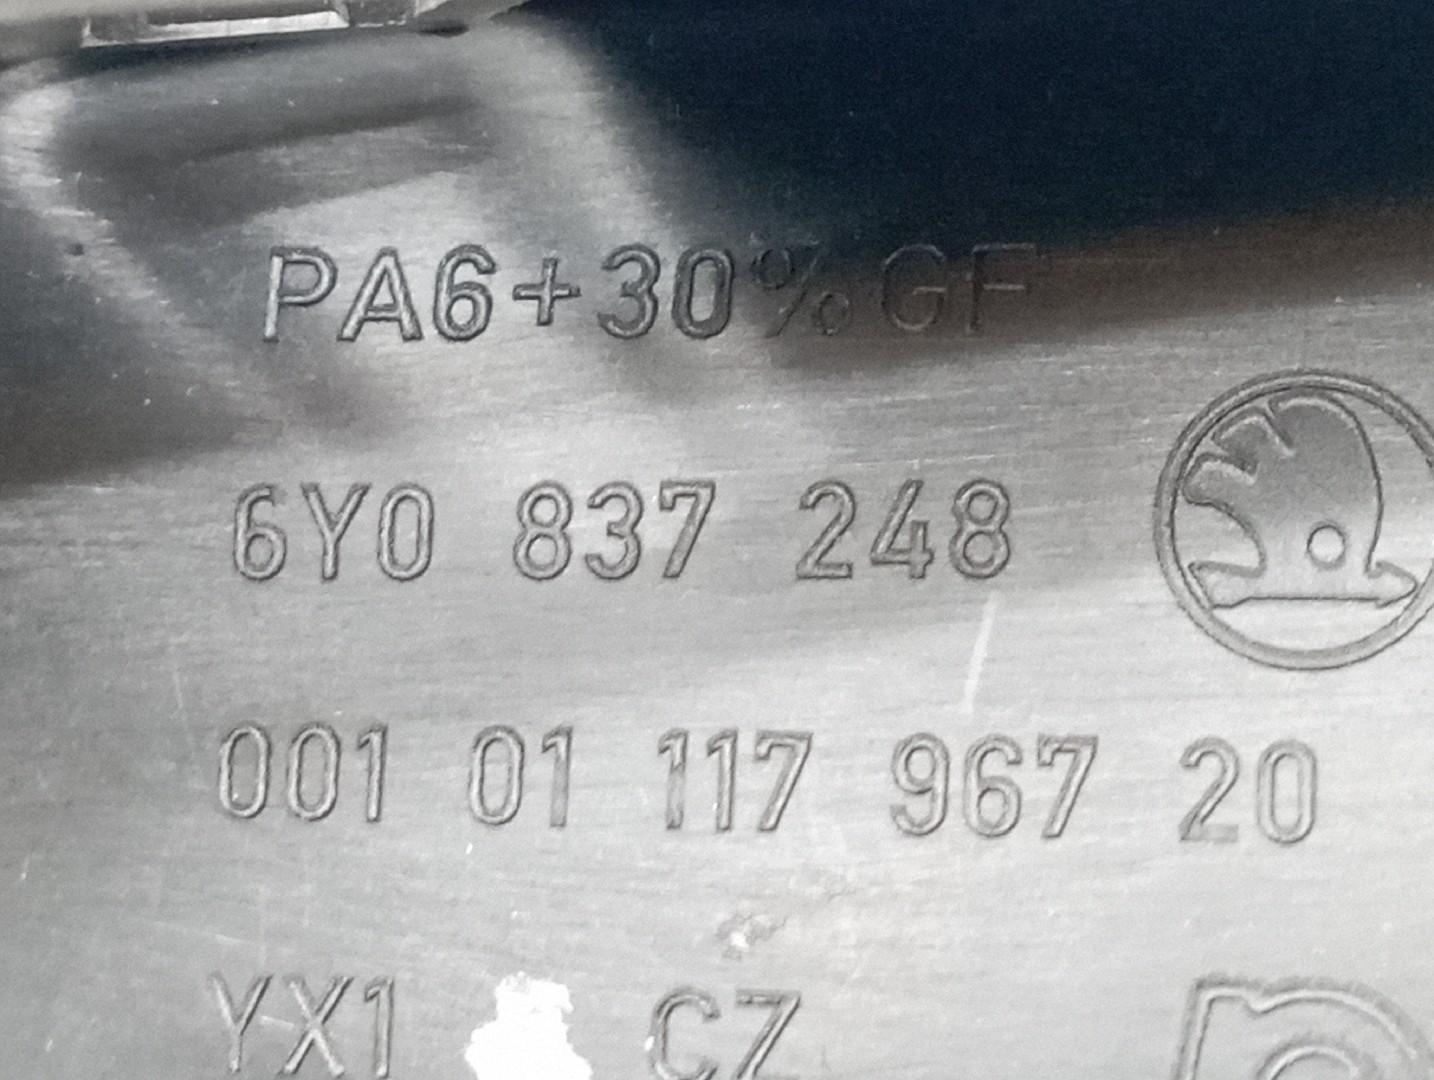 PA6+30%GF
6Y0 837 248
001 01 117 967 20
YX1 CZ